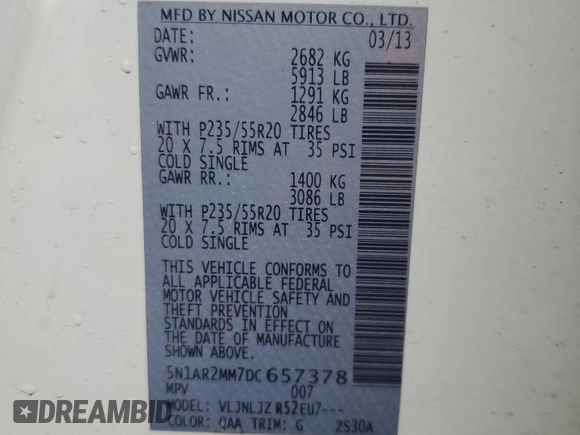 MFD BY NISSAN MOTOR CO., LTD.
DATE: 03/13
GVWR: 2682 KG
5913 LB
GAWR FR.: 1291 KG
2846 LB
WITH P235/55R20 TIRES
20 X 7.5 RIMS AT 35 PSI
COLD SINGLE
GAWR RR.: 1400 KG
3086 LB
WITH P235/55R20 TIRES
20 X 7.5 RIMS AT 35 PSI
COLD SINGLE
THIS VEHICLE CONFORMS TO
ALL APPLICABLE FEDERAL
MOTOR VEHICLE SAFETY AND
THEFT PREVENTION
STANDARDS IN EFFECT ON
THE DATE OF MANUFACTURE
SHOWN ABOVE.
5N1AR2MM7DC657378
MPV 007
MODEL: VLJNLJZ R52EU7---
COLOR: QAA TRIM: G 2S30A
REBAMBID